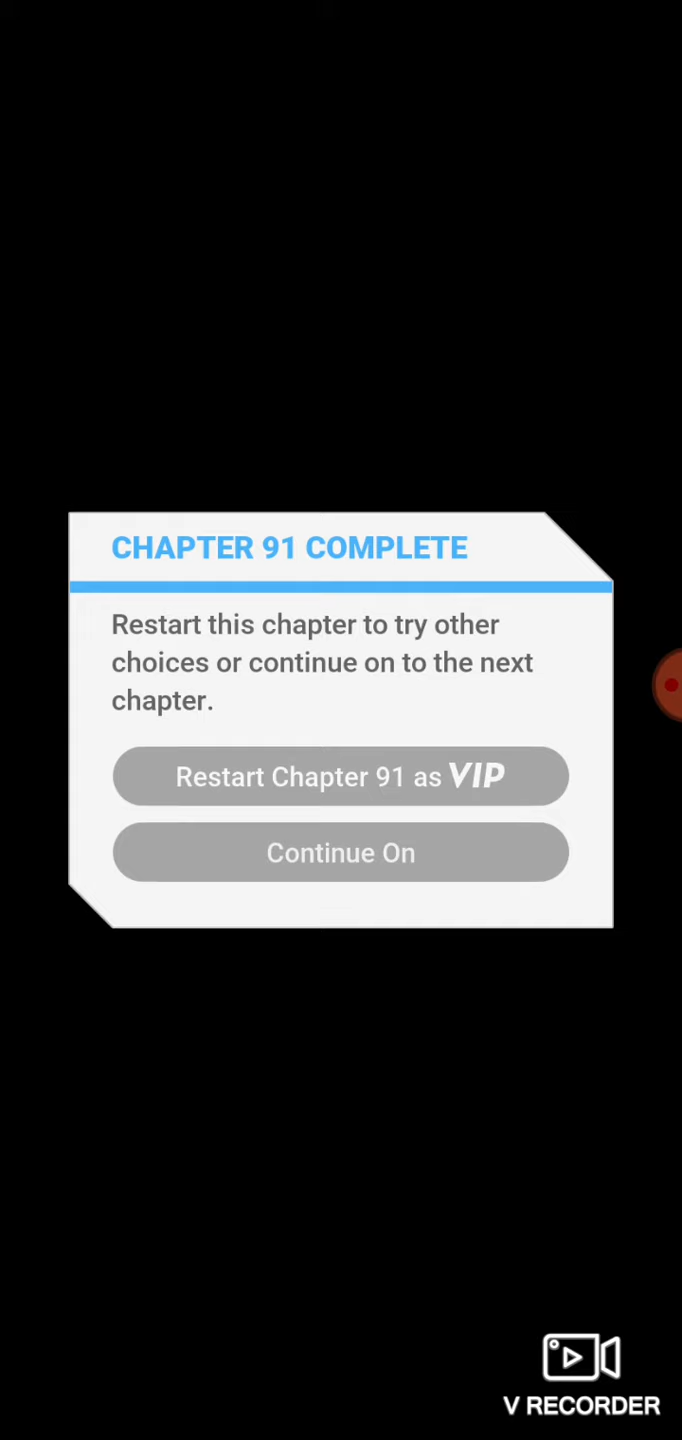 CHAPTER 91 COMPLETE
Restart this chapter to try other
choices or continue on to the next
chapter.
Restart Chapter 91 as VIP
Continue On
V RECORDER